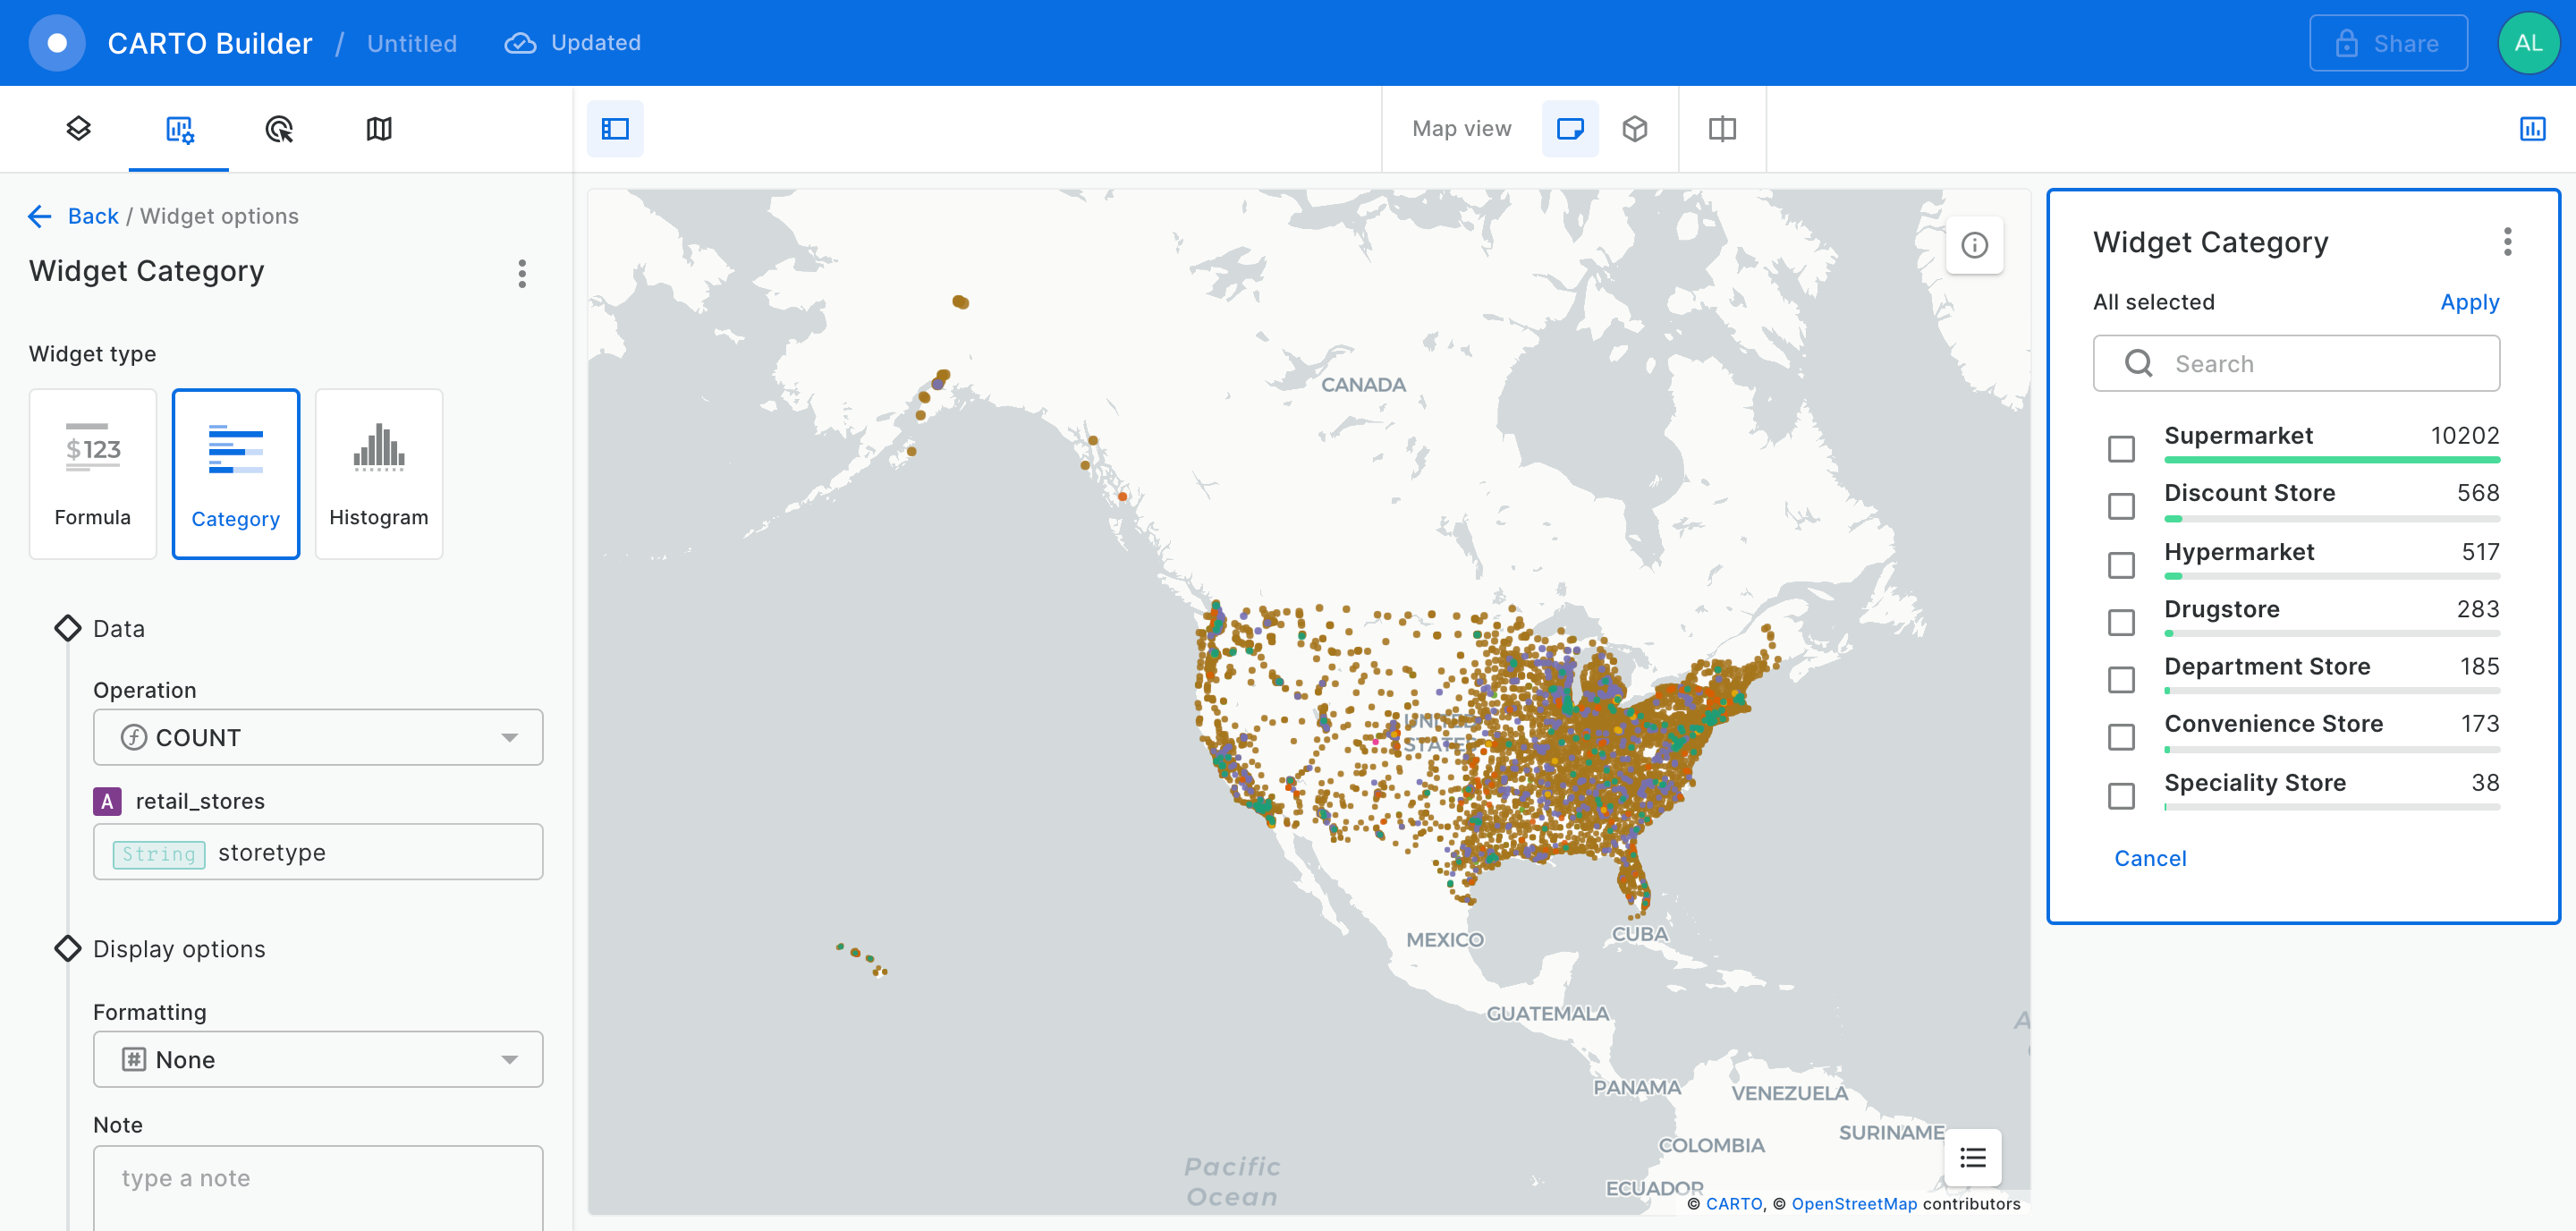 CARTO Builder / Untitled Updated
Share
AL
Map view
Back / Widget options
Widget Category
Widget type
$123
Formula
Category
Histogram
Data
Operation
COUNT
A retail_stores
String storetype
Display options
Formatting
None
Note
type a note
CANADA
UNITED
STATES
MEXICO
CUBA
GUATEMALA
PANAMA
VENEZUELA
COLOMBIA
SURINAME
ECUADOR
Pacific
Ocean
A
© CARTO, © OpenStreetMap contributors
Widget Category
All selected Apply
Search
Supermarket 10202
Discount Store 568
Hypermarket 517
Drugstore 283
Department Store 185
Convenience Store 173
Speciality Store 38
Cancel